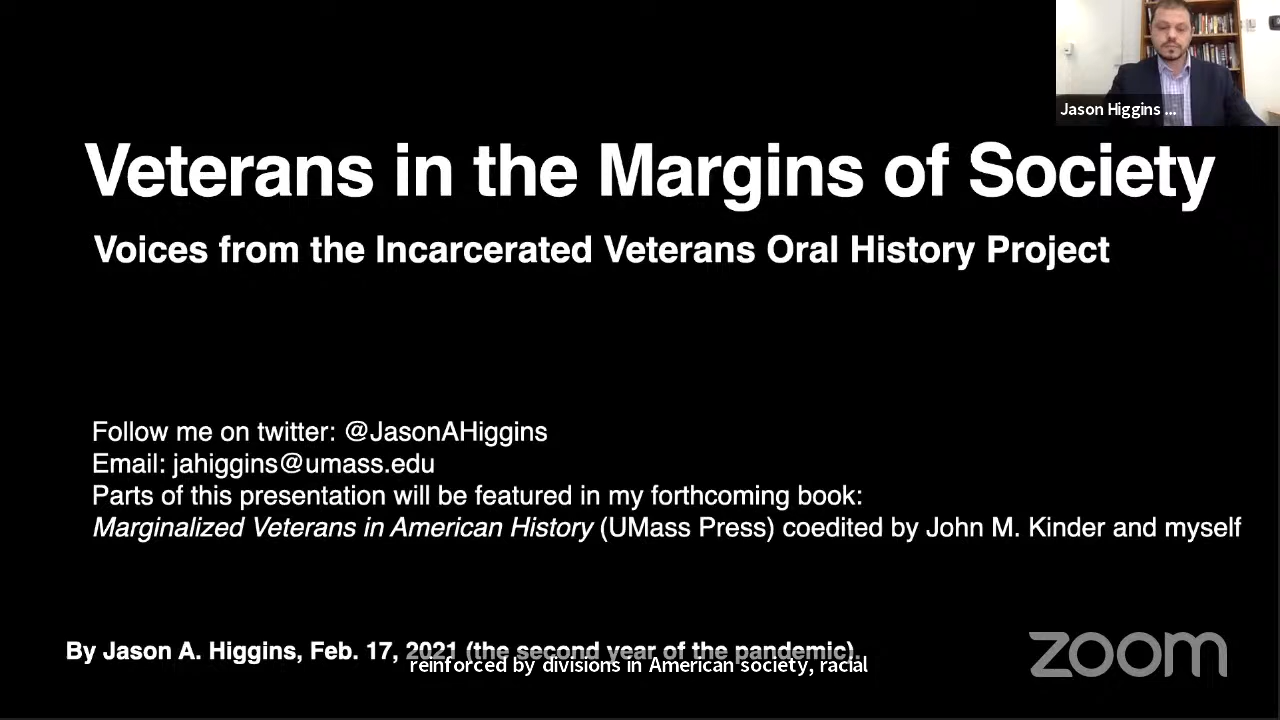 Jason Higgins ...
Veterans in the Margins of Society
Voices from the Incarcerated Veterans Oral History Project
Follow me on twitter: @JasonAHiggins
Email: jahiggins@umass.edu
Parts of this presentation will be featured in my forthcoming book:
Marginalized Veterans in American History (UMass Press) coedited by John M. Kinder and myself
By Jason A. Higgins, Feb. 17, 2021 (the second year of the pandemic).
reinforced by divisions in American society, racial
zoom